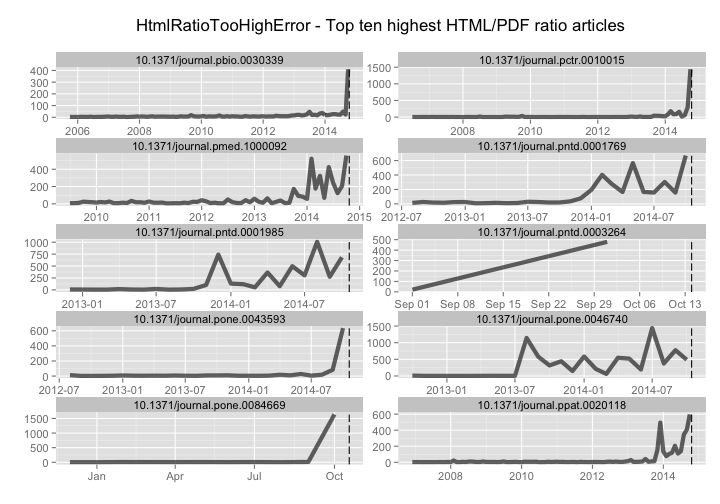 HtmlRatioTooHighError - Top ten highest HTML/PDF ratio articles
10.1371/journal.pbio.0030339
400
300
200
100
0
2006 2008 2010 2012 2014
10.1371/journal.pctr.0010015
1500
1000
500
0
2008 2010 2012 2014
10.1371/journal.pmed.1000092
400
200
0
2010 2011 2012 2013 2014 2015
10.1371/journal.pntd.0001769
600
400
200
0
2012-07 2013-01 2013-07 2014-01 2014-07
10.1371/journal.pntd.0001985
1000
750
500
250
0
2013-01 2013-07 2014-01 2014-07
10.1371/journal.pntd.0003264
500
400
300
200
100
0
Sep 01 Sep 08 Sep 15 Sep 22 Sep 29 Oct 06 Oct 13
10.1371/journal.pone.0043593
600
400
200
0
2012-07 2013-01 2013-07 2014-01 2014-07
10.1371/journal.pone.0046740
1500
1000
500
0
2013-01 2013-07 2014-01 2014-07
10.1371/journal.pone.0084669
1500
1000
500
0
Jan Apr Jul Oct
10.1371/journal.ppat.0020118
600
400
200
0
2008 2010 2012 2014